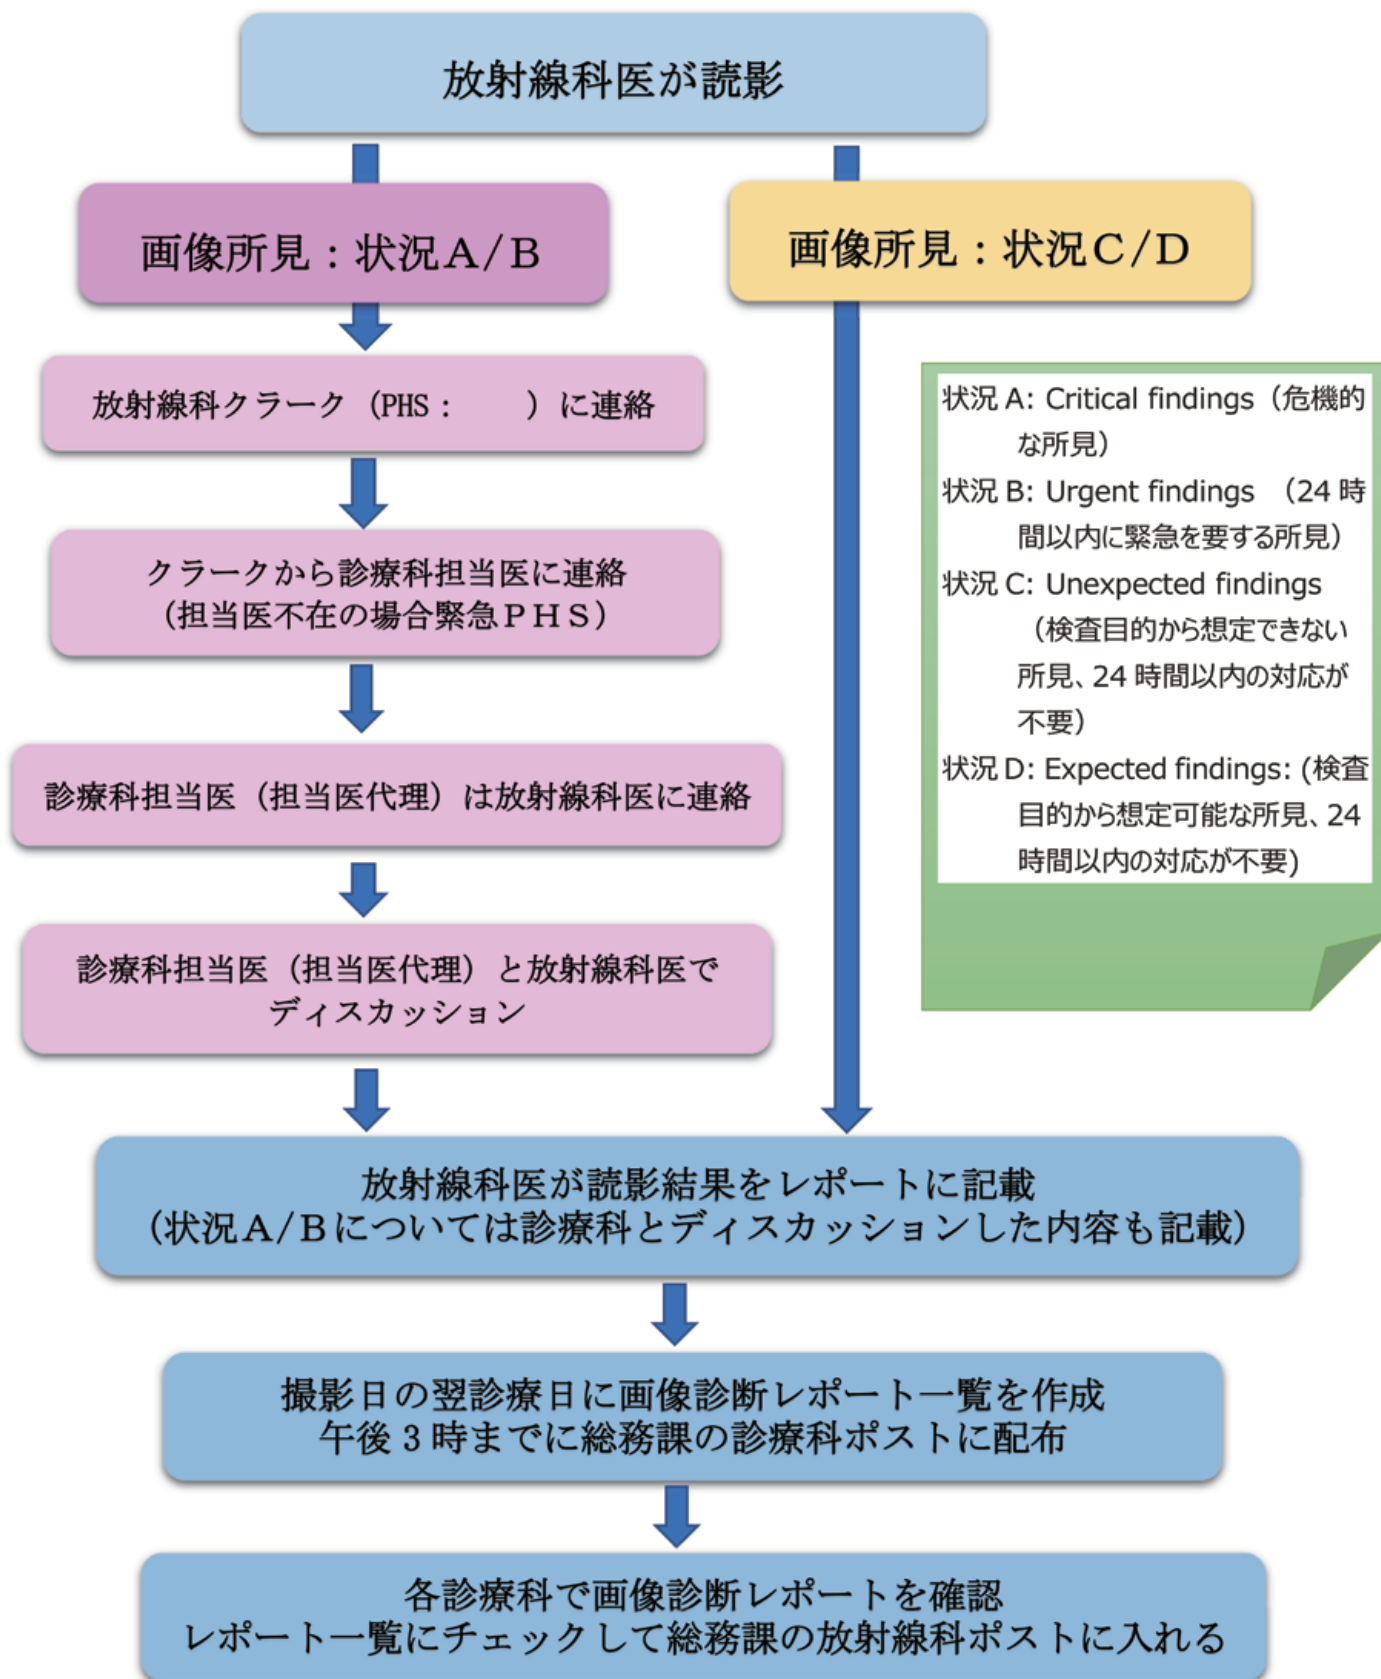 放射線科医が読影
画像所見：状況Ａ/Ｂ
画像所見：状況Ｃ/Ｄ
放射線科クラーク（PHS：　　）に連絡
クラークから診療科担当医に連絡
（担当医不在の場合緊急ＰＨＳ）
診療科担当医（担当医代理）は放射線科医に連絡
診療科担当医（担当医代理）と放射線科医で
ディスカッション
状況 A: Critical findings（危機的
な所見）
状況 B: Urgent findings （24 時
間以内に緊急を要する所見）
状況 C: Unexpected findings
（検査目的から想定できない
所見、24 時間以内の対応が
不要）
状況 D: Expected findings: (検査
目的から想定可能な所見、24
時間以内の対応が不要)
放射線科医が読影結果をレポートに記載
（状況Ａ/Ｂについては診療科とディスカッションした内容も記載）
撮影日の翌診療日に画像診断レポート一覧を作成
午後３時までに総務課の診療科ポストに配布
各診療科で画像診断レポートを確認
レポート一覧にチェックして総務課の放射線科ポストに入れる